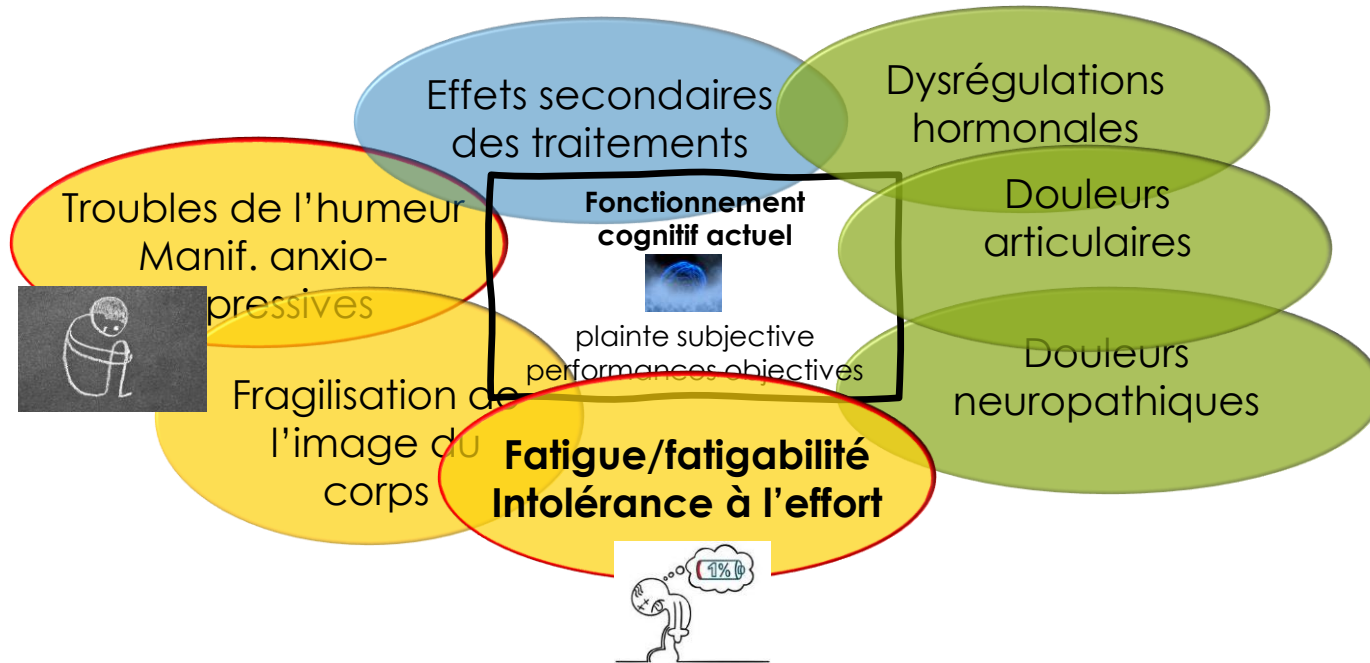 Effets secondaires
des traitements
Dysrégulations
hormonales
Troubles de l’humeur
Manif. anxio-
pressives
Fonctionnement
cognitif actuel
plainte subjective
performances objectives
Douleurs
articulaires
Douleurs
neuropathiques
Fragilisation de
l’image du
corps
Fatigue/fatigabilité
Intolérance à l’effort
1%